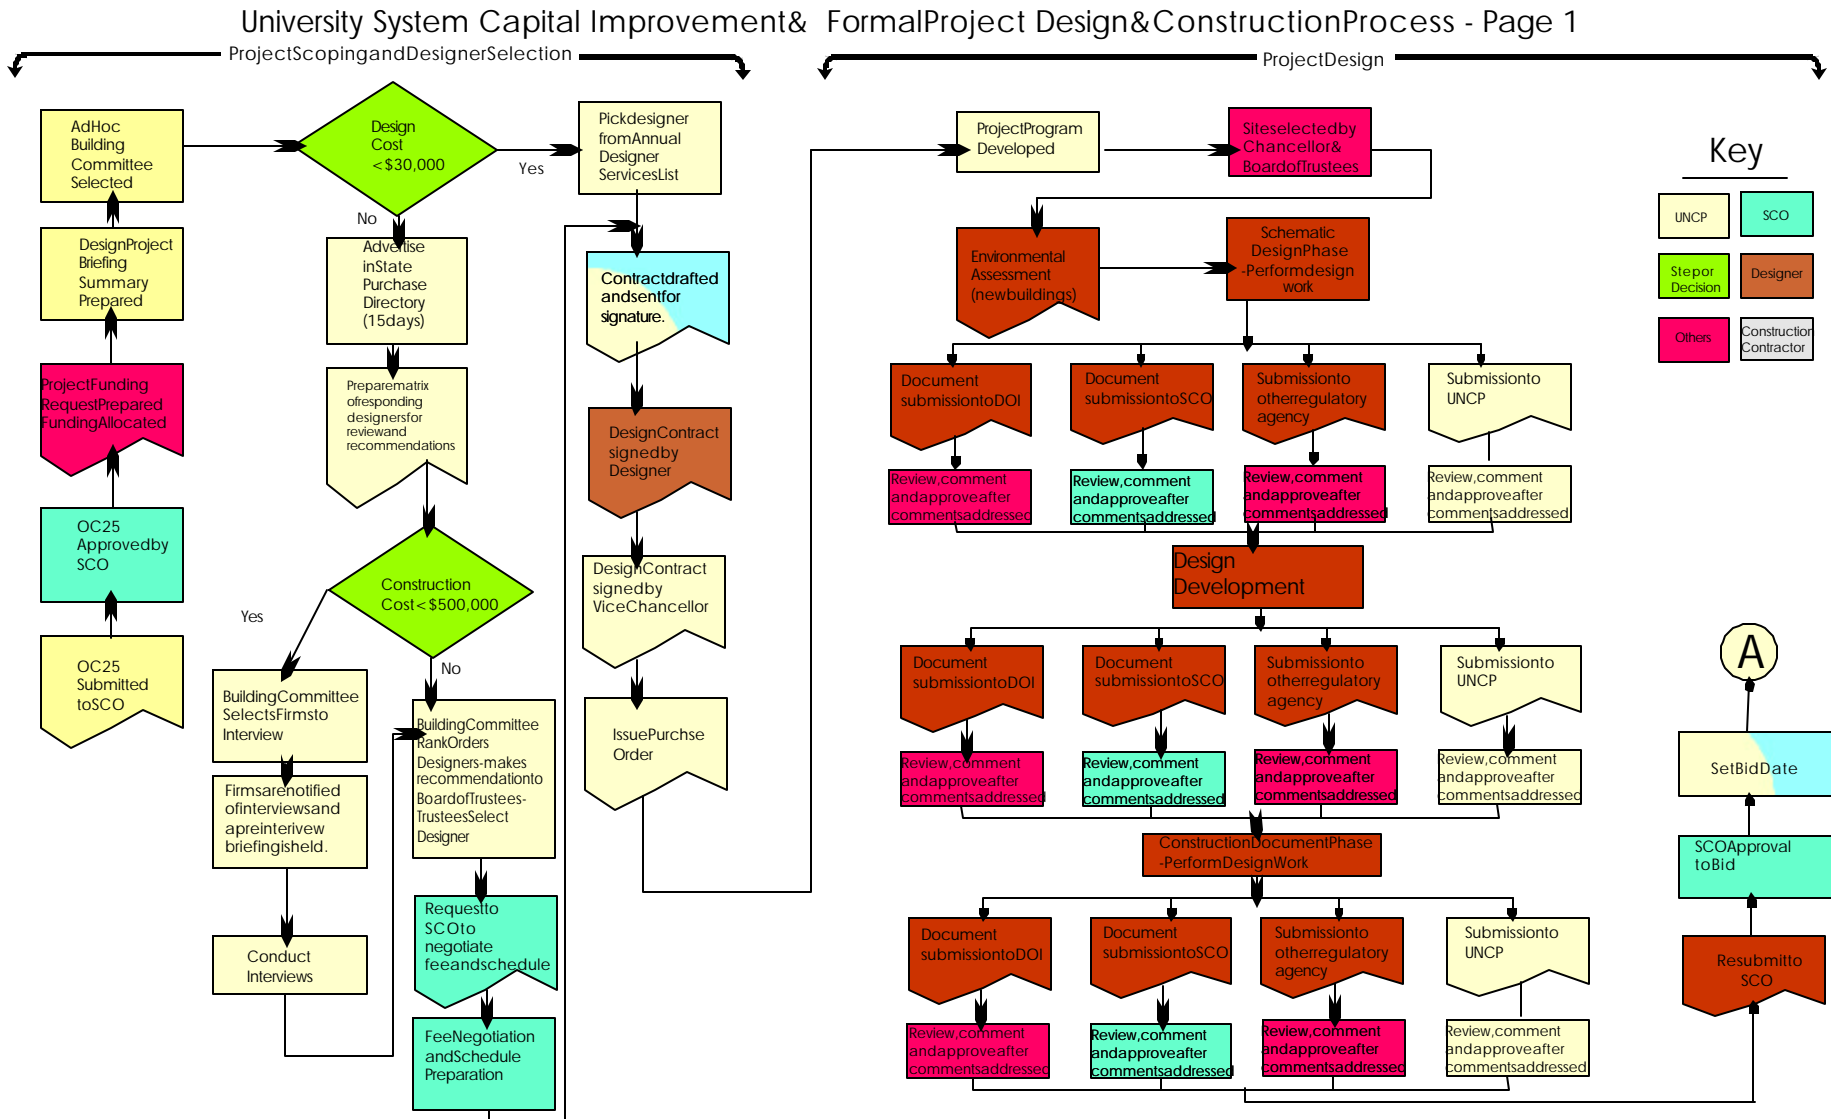 University System Capital Improvement& FormalProject Design&ConstructionProcess - Page 1
ProjectScopingandDesignerSelection
ProjectDesign
AdHoc
Building
Committee
Selected
DesignProject
Briefing
Summary
Prepared
ProjectFunding
RequestPrepared
FundingAllocated
OC25
Approvedby
SCO
OC25
Submitted
toSCO
Design
Cost
<$30,000
Yes
No
Advertise
inState
Purchase
Directory
(15days)
Preparematrix
ofresponding
designersfor
reviewand
recommendations
Construction
Cost<$500,000
Yes
No
BuildingCommittee
SelectsFirmsto
Interview
Firmsarenotified
ofinterviewsand
apreinterivew
briefingisheld.
Conduct
Interviews
BuildingCommittee
RankOrders
Designers-makes
recommendationto
BoardofTrustees-
TrusteesSelect
Designer
Requestto
SCOto
negotiate
feeandschedule
FeeNegotiation
andSchedule
Preparation
Pickdesigner
fromAnnual
Designer
ServicesList
Contractdrafted
andsentfor
signature.
DesignContract
signedby
Designer
DesignContract
signedby
ViceChancellor
IssuePurchse
Order
ProjectProgram
Developed
Siteselectedby
Chancellor&
BoardofTrustees
Environmental
Assessment
(newbuildings)
Schematic
DesignPhase
-Performdesign
work
Document
submissiontoDOI
Document
submissiontoSCO
Submissionto
otherregulatory
agency
Submissionto
UNCP
Review,comment
andapproveafter
commentsaddressed
Review,comment
andapproveafter
commentsaddressed
Review,comment
andapproveafter
commentsaddressed
Review,comment
andapproveafter
commentsaddressed
Design
Development
Document
submissiontoDOI
Document
submissiontoSCO
Submissionto
otherregulatory
agency
Submissionto
UNCP
Review,comment
andapproveafter
commentsaddressed
Review,comment
andapproveafter
commentsaddressed
Review,comment
andapproveafter
commentsaddressed
Review,comment
andapproveafter
commentsaddressed
ConstructionDocumentPhase
-PerformDesignWork
Document
submissiontoDOI
Document
submissiontoSCO
Submissionto
otherregulatory
agency
Submissionto
UNCP
Review,comment
andapproveafter
commentsaddressed
Review,comment
andapproveafter
commentsaddressed
Review,comment
andapproveafter
commentsaddressed
Review,comment
andapproveafter
commentsaddressed
Key
UNCP
SCO
Stepor
Decision
Designer
Others
Construction
Contractor
A
SetBidDate
SCOApproval
toBid
Resubmitto
SCO